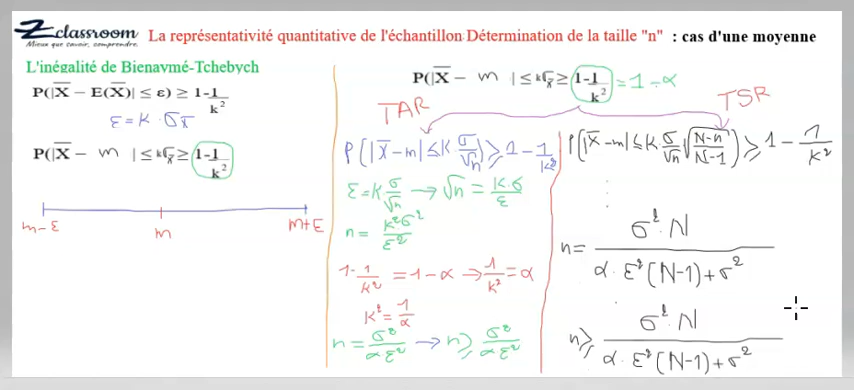 Zclassroom
Mieux que savoir, comprendre.
La représentativité quantitative de l'échantillon Détermination de la taille "n" : cas d'une moyenne
L'inégalité de Bienaymé-Tchebych
P(|X̅ − E(X̅)| ≤ ε) ≥ 1-1/k²
ε = K · σx̅
P(|X̅ − m | ≤ kσx̅ ≥ 1-1/k²
m-ε m m+ε
P(|X̅ − m | ≤ kσx̅ ≥ 1-1/k² = 1-α
TAR
P(|X̅-m| ≤ K σ/√n) ≥ 1-1/k²
ε = K σ/√n → √n = K·σ/ε
n = K²σ²/ε²
1-1/K² = 1-α → 1/K² = α
K² = 1/α
n = σ²/αε² → n ≥ σ²/αε²
TSR
P(|X̅-m| ≤ K·σ/√n √(N-n/N-1)) ≥ 1-1/K²
n = σ²·N / α·ε²(N-1)+σ²
n ≥ σ²·N / α·ε²(N-1)+σ²